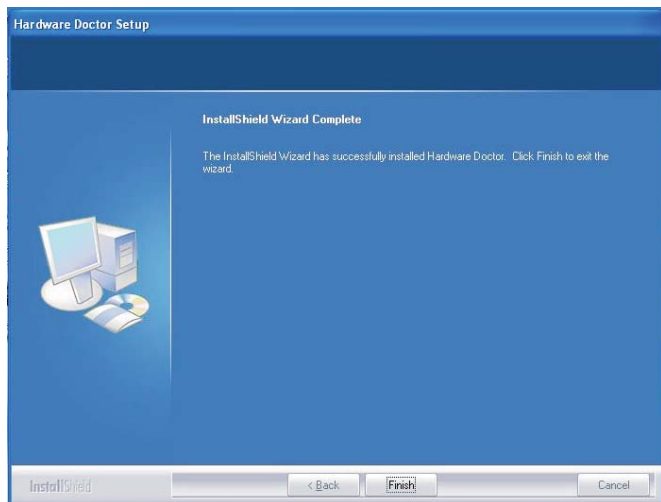 Hardware Doctor Setup
InstallShield Wizard Complete
The InstallShield Wizard has successfully installed Hardware Doctor. Click Finish to exit the
wizard.
InstallShield
< Back Finish Cancel